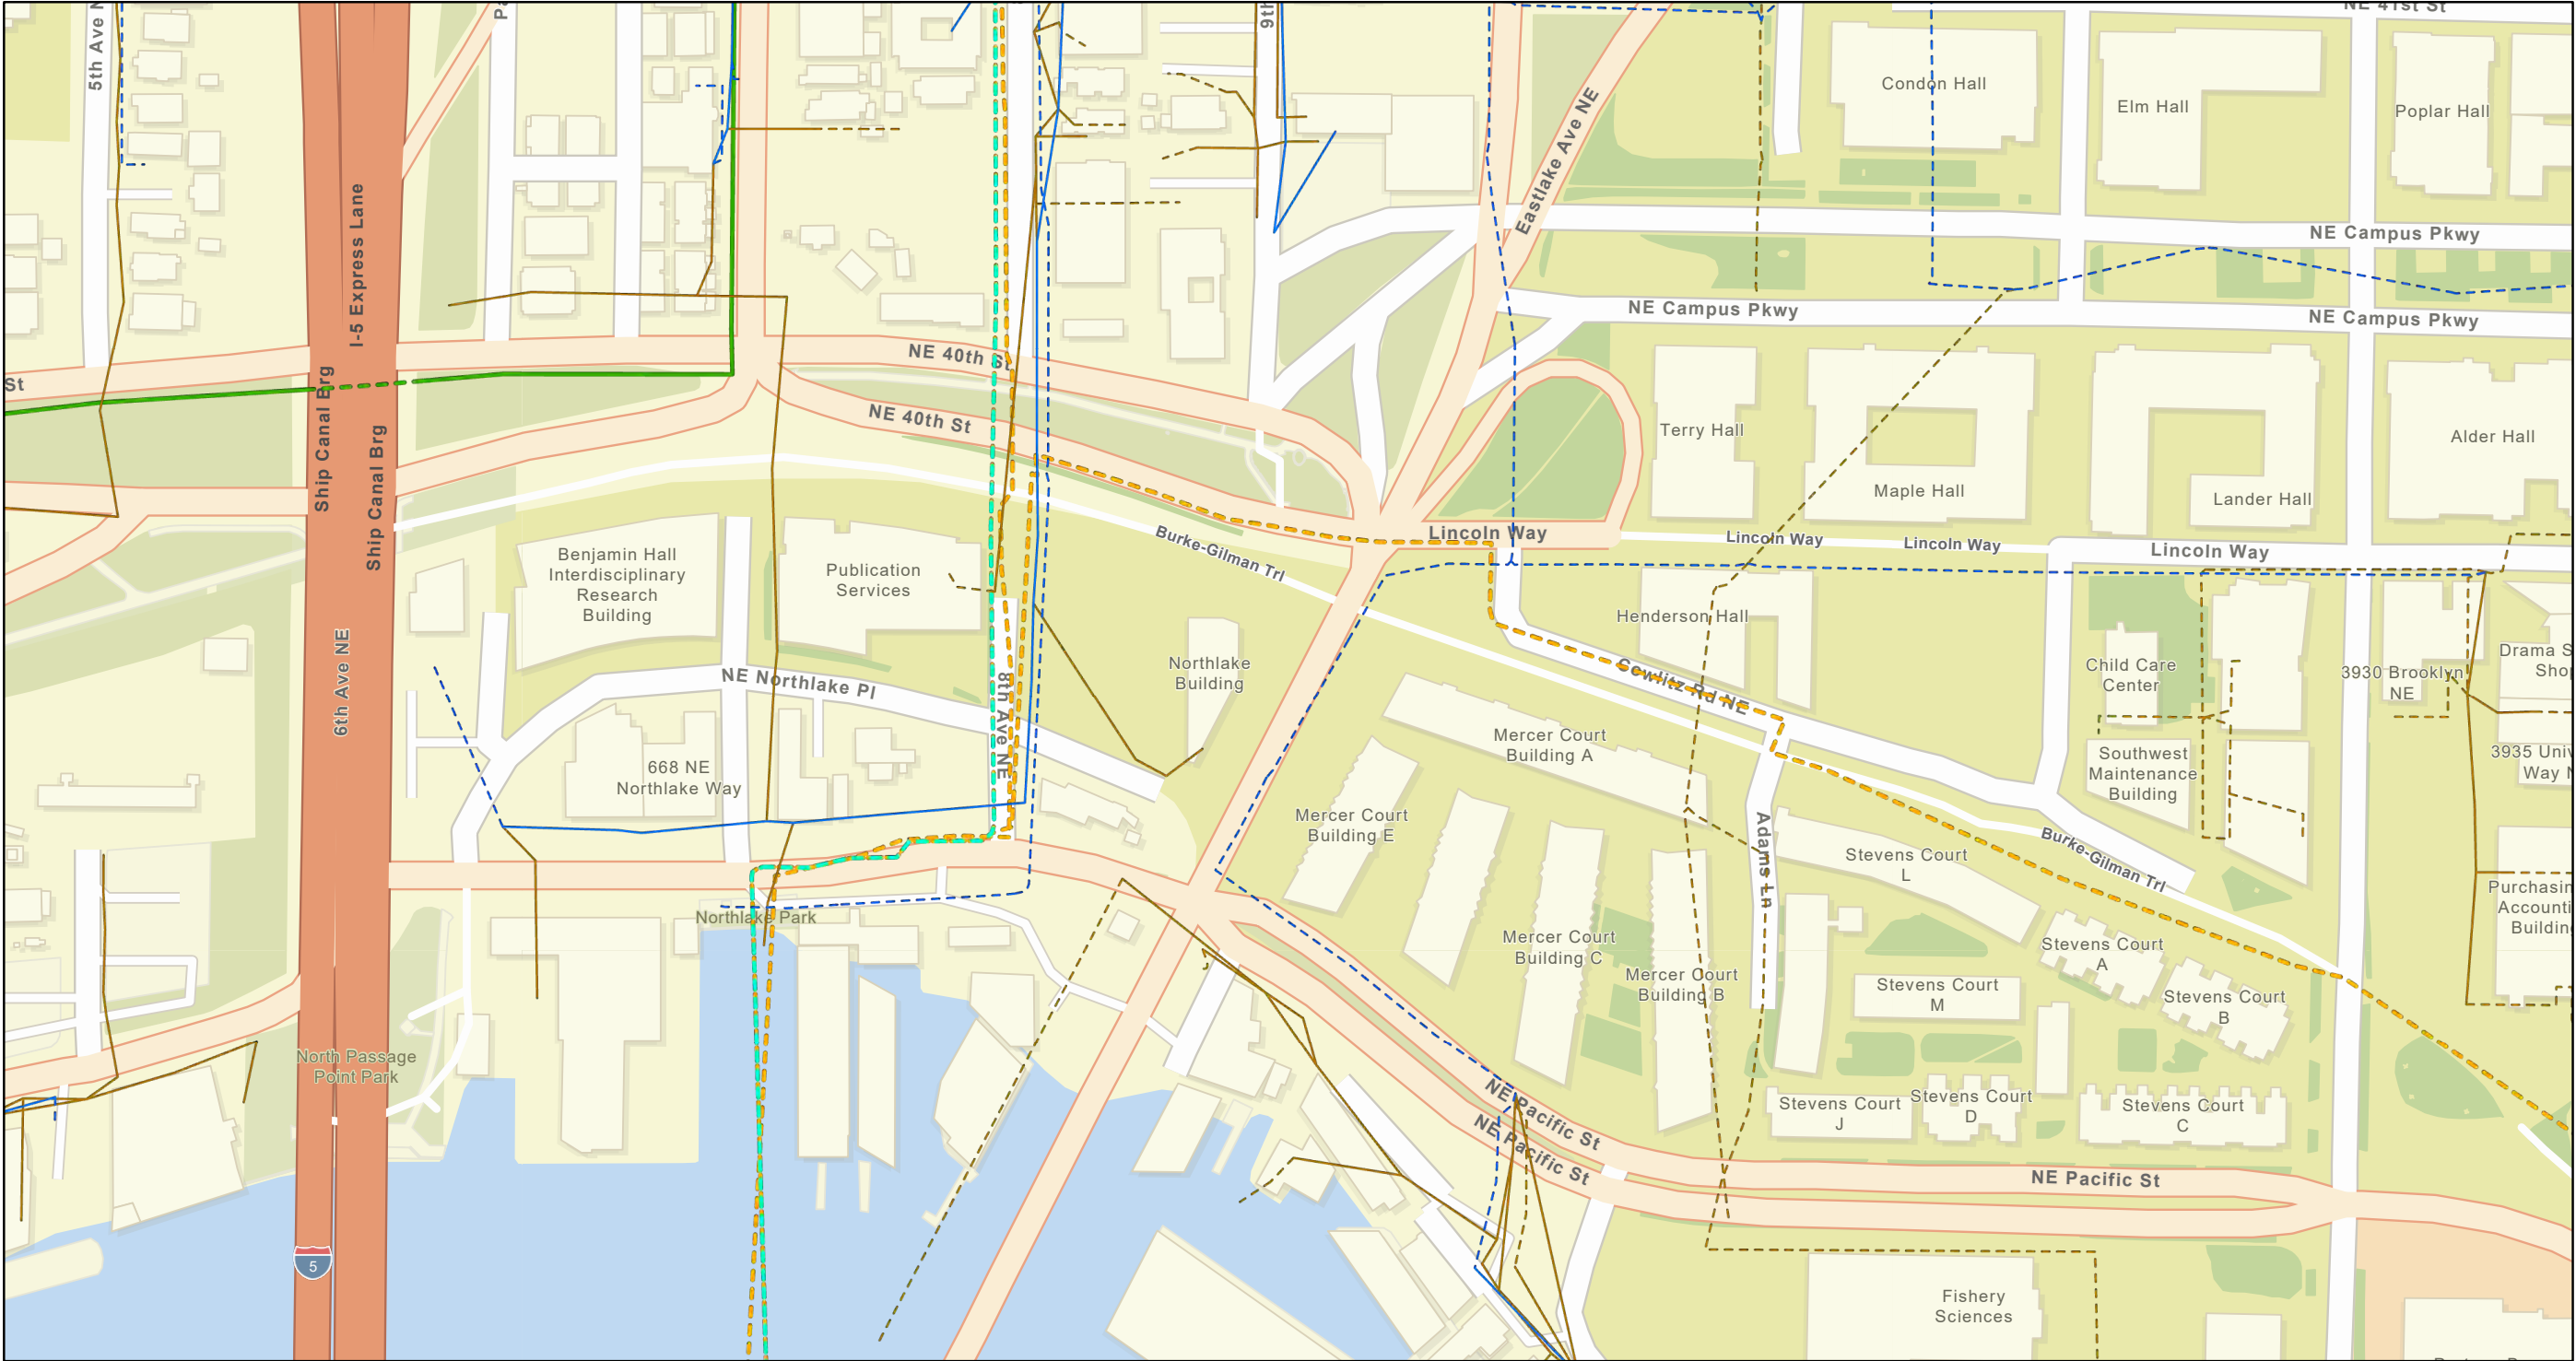 NE 41st St
5th Ave N
9th
Condon Hall
Elm Hall
Poplar Hall
Eastlake Ave NE
I-5 Express Lane
NE Campus Pkwy
NE Campus Pkwy
NE Campus Pkwy
St
NE 40th St
NE 40th St
Ship Canal Brg
Ship Canal Brg
Terry Hall
Maple Hall
Lander Hall
Alder Hall
Lincoln Way
Lincoln Way
Lincoln Way
Lincoln Way
Burke-Gilman Trl
Benjamin Hall
Interdisciplinary
Research
Building
Publication
Services
Henderson Hall
Northlake
Building
Child Care
Center
3930 Brooklyn
NE
Drama S
Sho
6th Ave NE
NE Northlake Pl
8th Ave NE
Cowlitz Rd NE
Mercer Court
Building A
668 NE
Northlake Way
Southwest
Maintenance
Building
3935 Univ
Way N
Mercer Court
Building E
Adams Ln
Stevens Court
L
Burke-Gilman Trl
Purchasin
Accounti
Building
Northlake Park
Mercer Court
Building C
Mercer Court
Building B
Stevens Court
A
Stevens Court
M
Stevens Court
B
North Passage
Point Park
Stevens Court
J
Stevens Court
D
Stevens Court
C
NE Pacific St
NE Pacific St
NE Pacific St
5
Fishery
Sciences